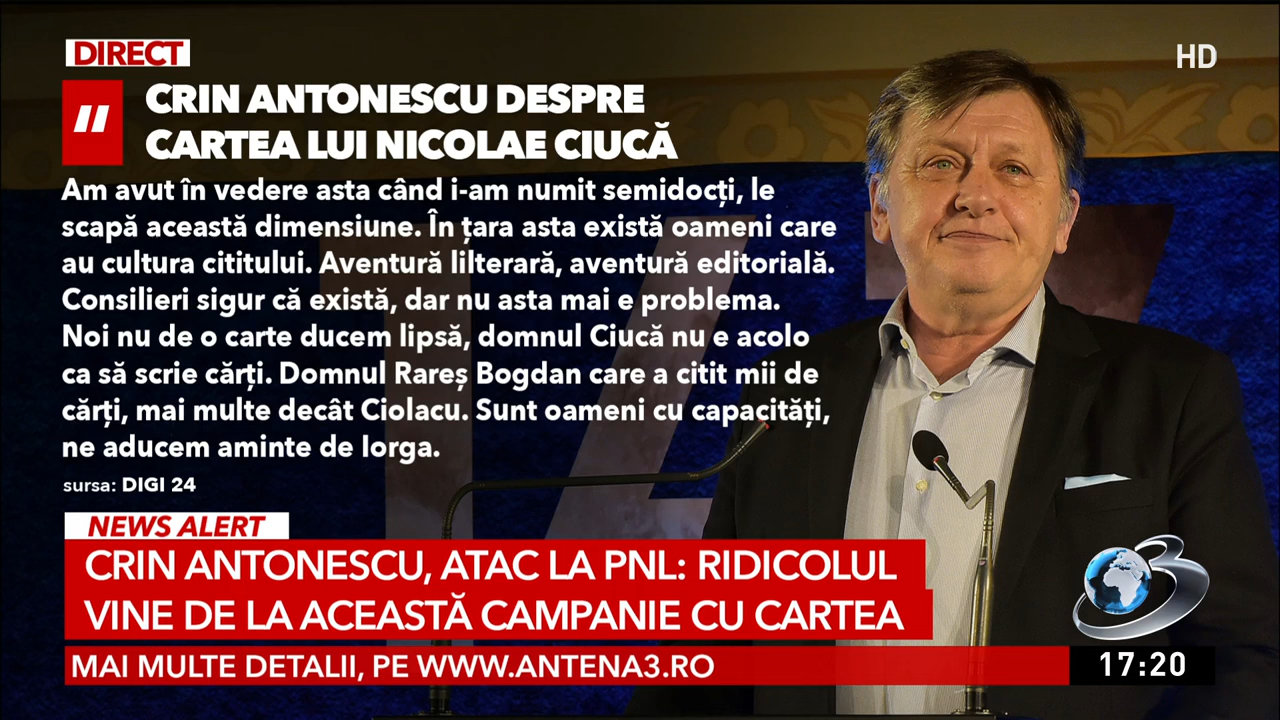 DIRECT
HD
"
CRIN ANTONESCU DESPRE
CARTEA LUI NICOLAE CIUCĂ
Am avut în vedere asta când i-am numit semidocți, le
scapă această dimensiune. În țara asta există oameni care
au cultura cititului. Aventură lilterară, aventură editorială.
Consilieri sigur că există, dar nu asta mai e problema.
Noi nu de o carte ducem lipsă, domnul Ciucă nu e acolo
ca să scrie cărți. Domnul Rareș Bogdan care a citit mii de
cărți, mai multe decât Ciolacu. Sunt oameni cu capacități,
ne aducem aminte de Iorga.
sursa: DIGI 24
NEWS ALERT
CRIN ANTONESCU, ATAC LA PNL: RIDICOLUL
VINE DE LA ACEASTĂ CAMPANIE CU CARTEA
3
MAI MULTE DETALII, PE WWW.ANTENA3.RO
17:20